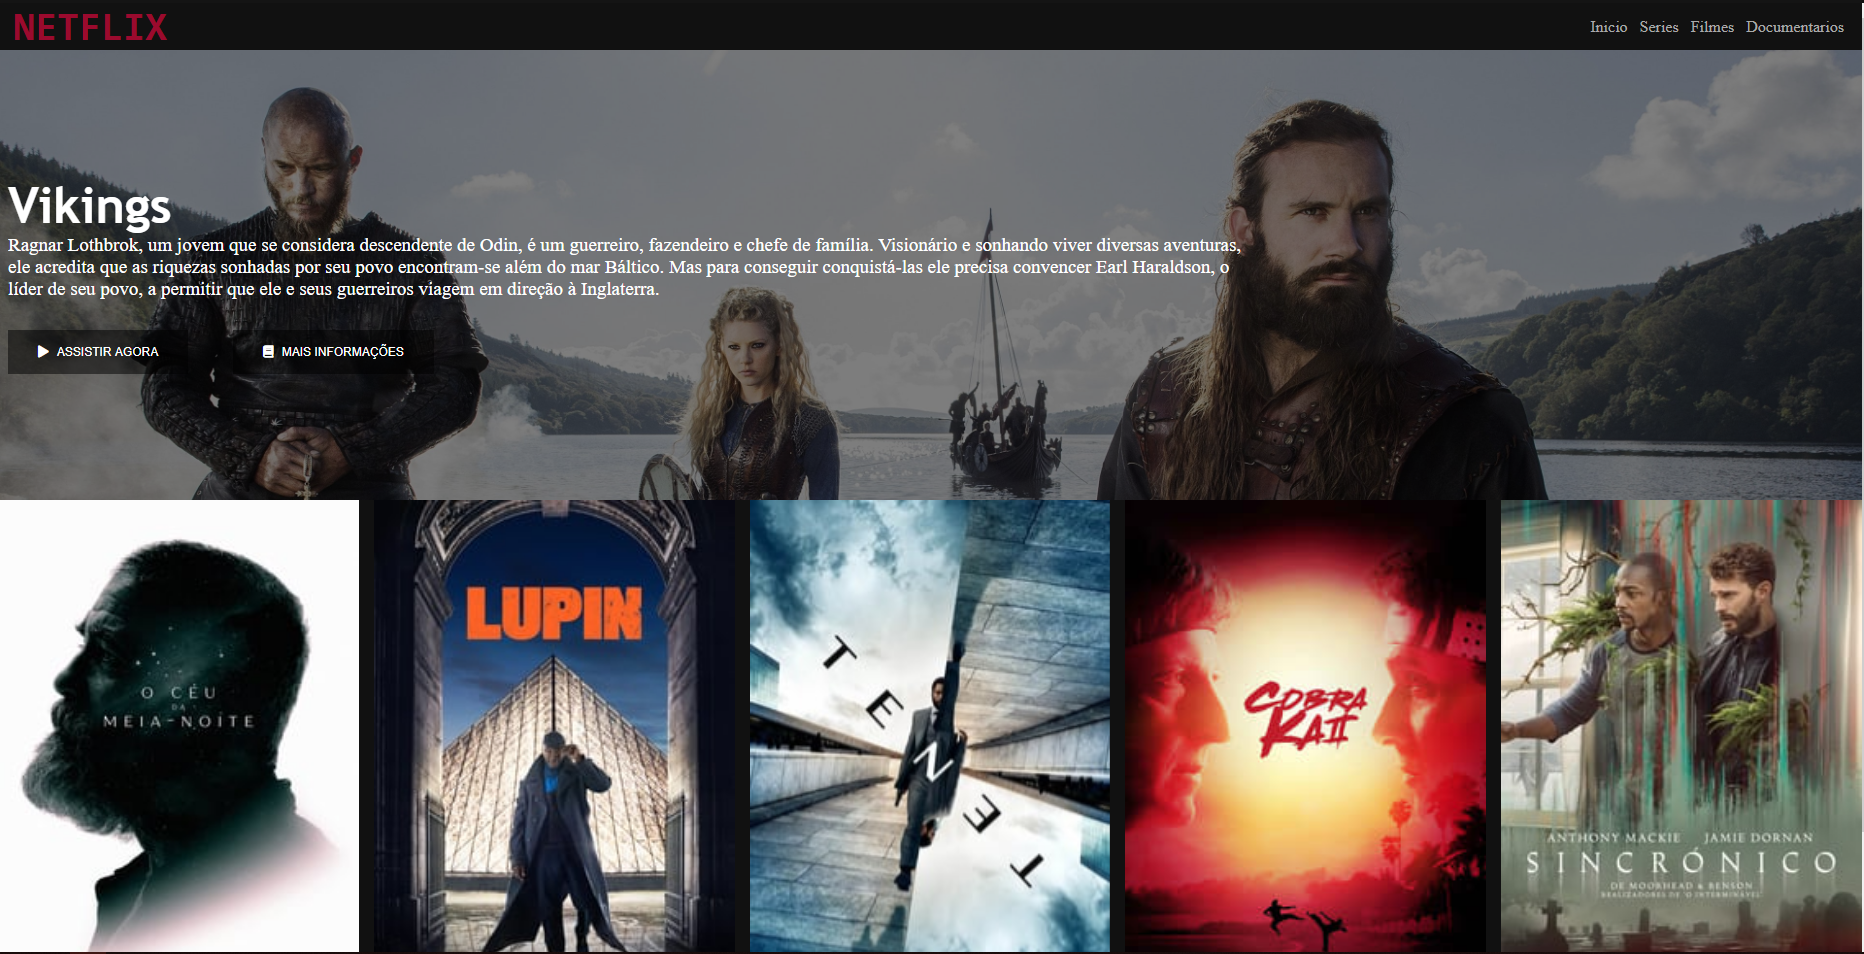 NETFLIX
Inicio Series Filmes Documentarios
Vikings
Ragnar Lothbrok, um jovem que se considera descendente de Odin, é um guerreiro, fazendeiro e chefe de família. Visionário e sonhando viver diversas aventuras,
ele acredita que as riquezas sonhadas por seu povo encontram-se além do mar Báltico. Mas para conseguir conquistá-las ele precisa convencer Earl Haraldson, o
líder de seu povo, a permitir que ele e seus guerreiros viagem em direção à Inglaterra.
ASSISTIR AGORA
MAIS INFORMAÇÕES
O CÉU
DA
MEIA-NOITE
LUPIN
TENET
COBRA
KAII
ANTHONY MACKIE JAMIE DORNAN
SINCRÓNICO
DE MOORHEAD & BENSON
REALIZADORES DE 'O INTERMINÁVEL'